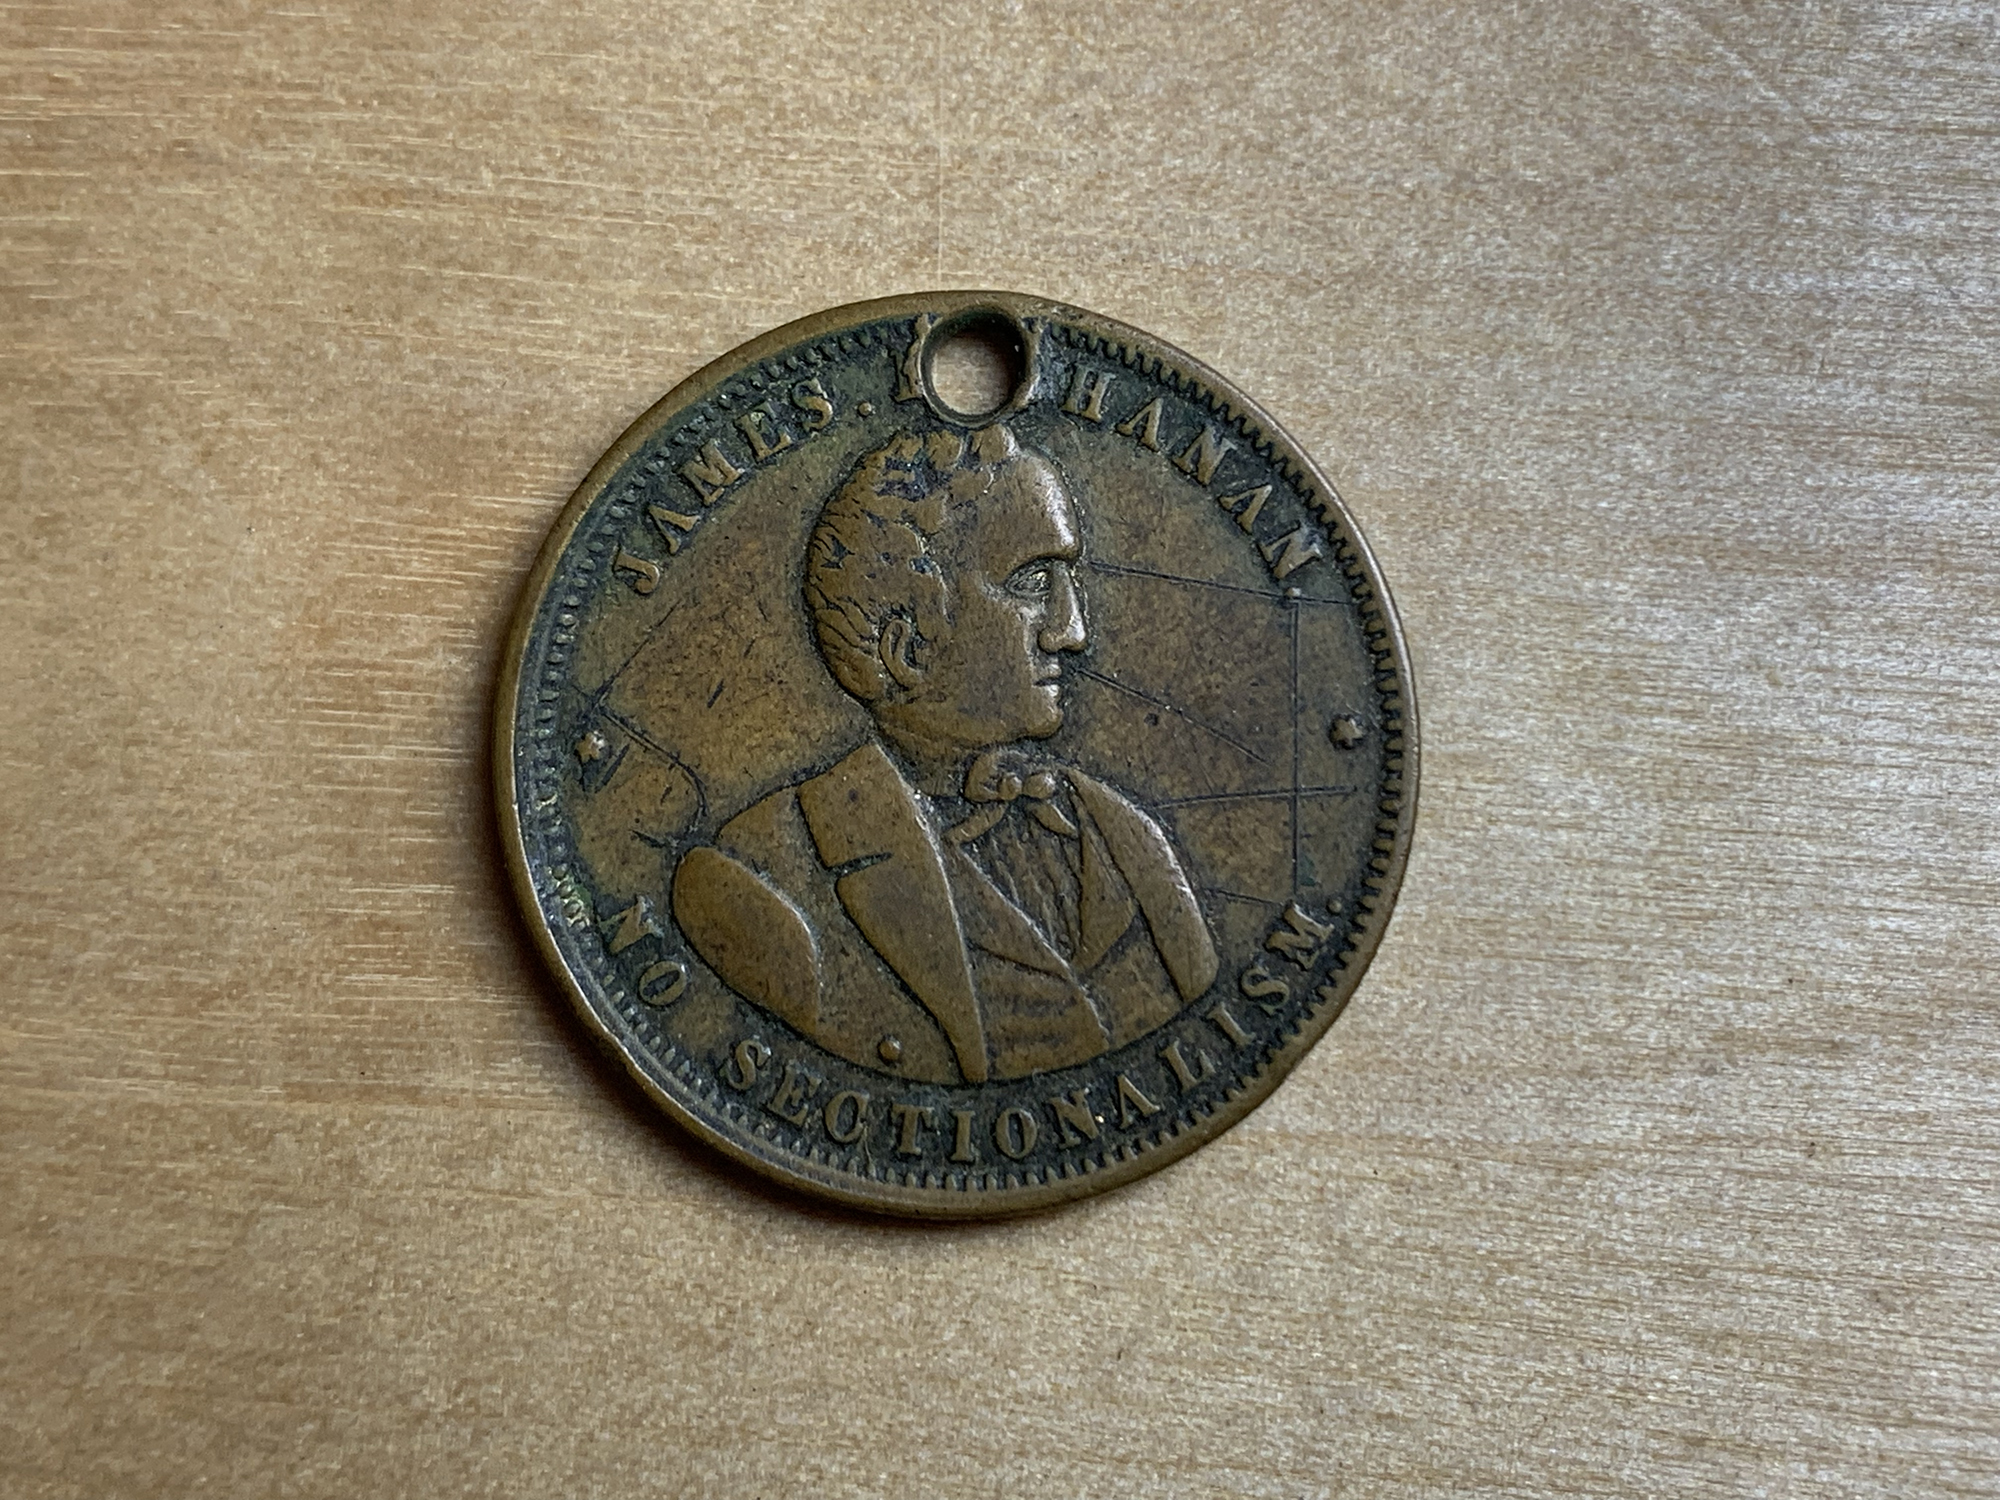 JAMES. B HANAN.
NO SECTIONALISM.